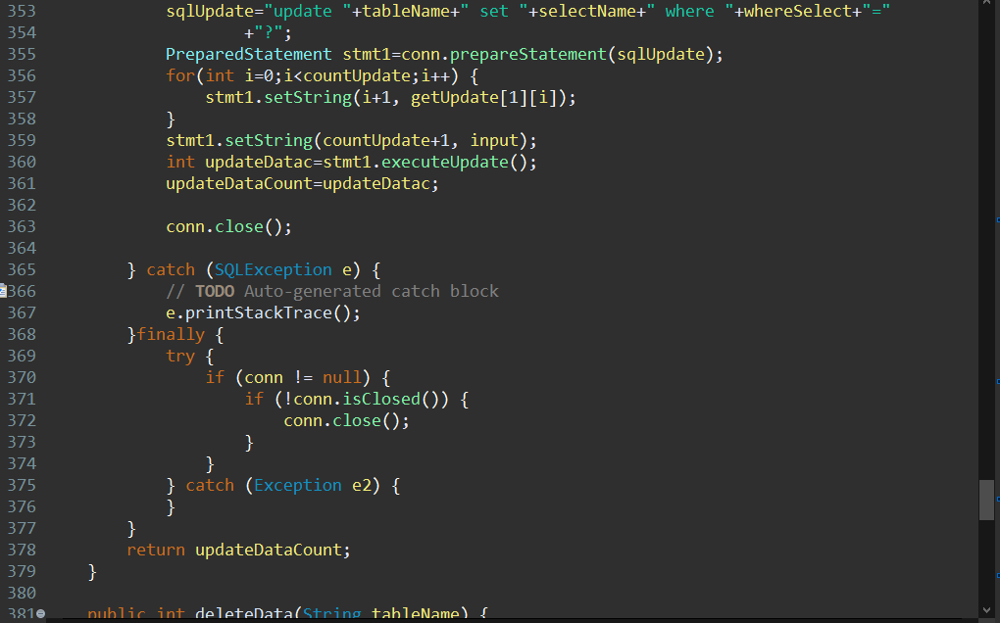 353 sqlUpdate="update "+tableName+" set "+selectName+" where "+whereSelect+"="
354 +"?";
355 PreparedStatement stmt1=conn.prepareStatement(sqlUpdate);
356 for(int i=0;i<countUpdate;i++) {
357 stmt1.setString(i+1, getUpdate[1][i]);
358 }
359 stmt1.setString(countUpdate+1, input);
360 int updateDatac=stmt1.executeUpdate();
361 updateDataCount=updateDatac;
362
363 conn.close();
364
365 } catch (SQLException e) {
366 // TODO Auto-generated catch block
367 e.printStackTrace();
368 }finally {
369 try {
370 if (conn != null) {
371 if (!conn.isClosed()) {
372 conn.close();
373 }
374 }
375 } catch (Exception e2) {
376 }
377 }
378 return updateDataCount;
379 }
380
381 public int deleteData(String tableName) {